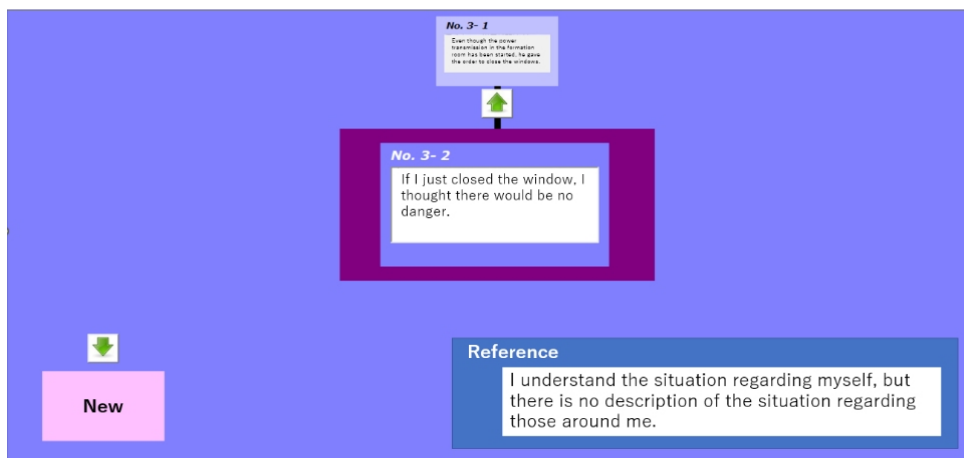 No. 3- 1
Even though the power
transmission in the formation
room has been started, he gave
the order to close the windows.
No. 3- 2
If I just closed the window, I
thought there would be no
danger.
New
Reference
I understand the situation regarding myself, but
there is no description of the situation regarding
those around me.